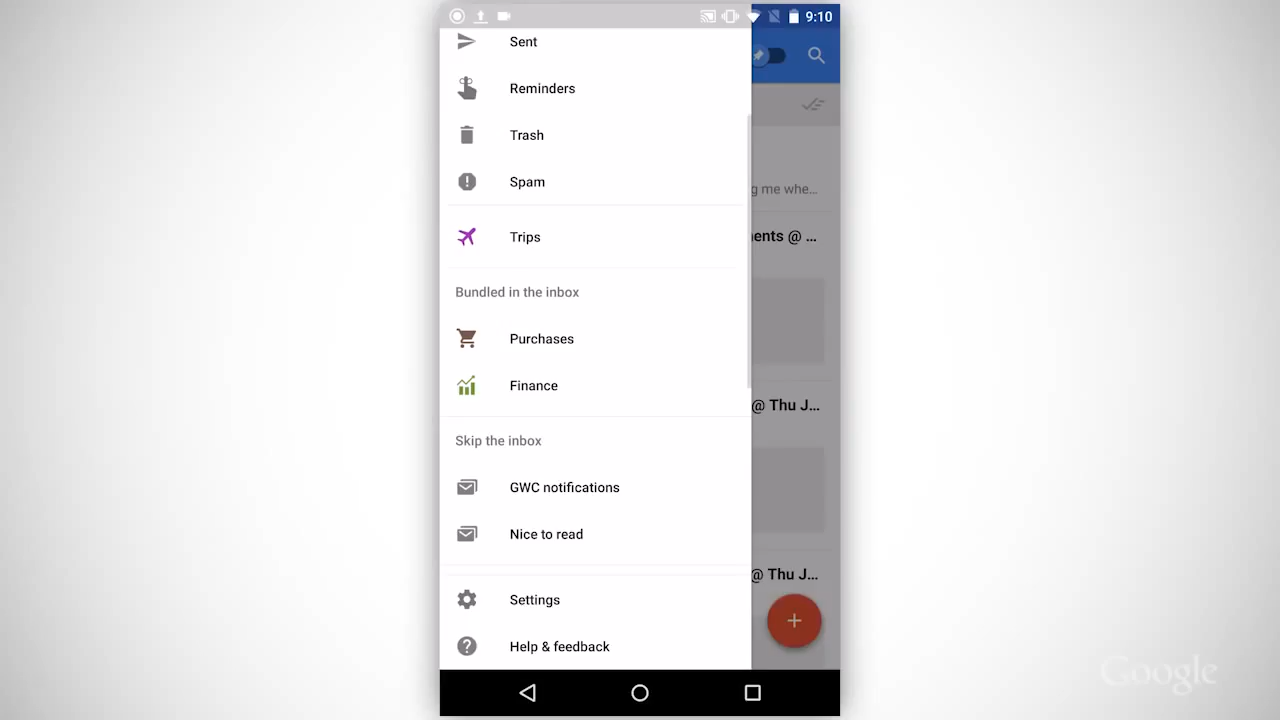 9:10
Sent
Reminders
Trash
Spam
g me whe...
Trips
ents @ ...
Bundled in the inbox
Purchases
Finance
@ Thu J...
Skip the inbox
GWC notifications
Nice to read
@ Thu J...
Settings
Help & feedback
Google